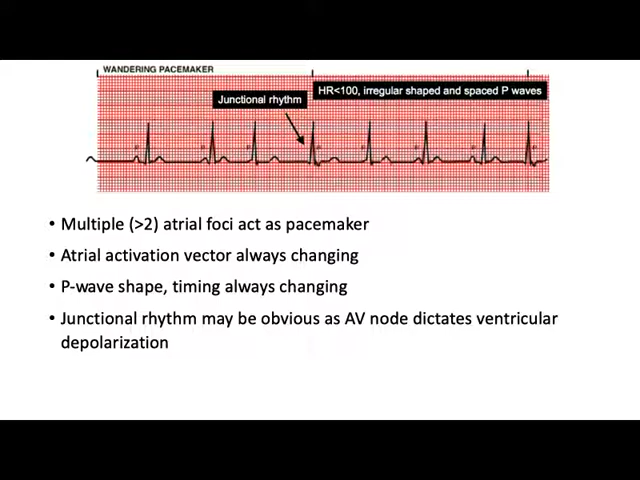 WANDERING PACEMAKER
HR<100, irregular shaped and spaced P waves
Junctional rhythm
P P P P P P P P
• Multiple (>2) atrial foci act as pacemaker
• Atrial activation vector always changing
• P-wave shape, timing always changing
• Junctional rhythm may be obvious as AV node dictates ventricular
depolarization